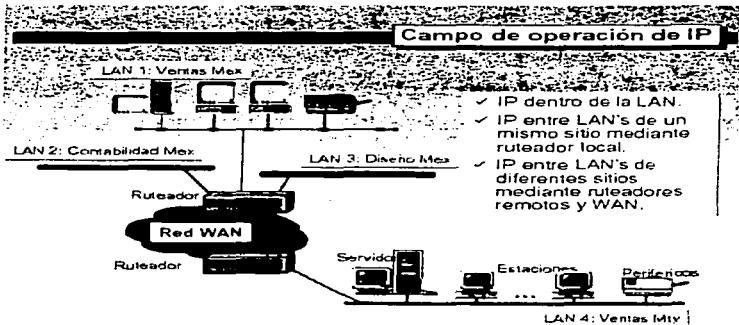 Campo de operación de IP
LAN 1: Ventas Mex
✓ IP dentro de la LAN.
✓ IP entre LAN's de un
mismo sitio mediante
ruteador local.
✓ IP entre LAN's de
diferentes sitios
mediante ruteadores
remotos y WAN.
LAN 2: Contabilidad Mex
LAN 3: Diseño Mex
Ruteador
Red WAN
Ruteador
Servidor
Estaciones
...
Perifericos
LAN 4: Ventas Mty